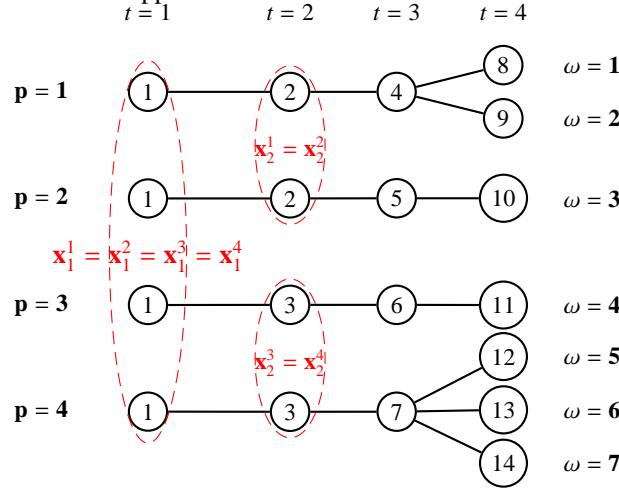 t = 1 t = 2 t = 3 t = 4
8 ω = 1
p = 1 1 2 4
9 ω = 2
x₂¹ = x₂²
p = 2 1 2 5 10 ω = 3
x₁¹ = x₁² = x₁³ = x₁⁴
p = 3 1 3 6 11 ω = 4
12 ω = 5
x₂³ = x₂⁴
p = 4 1 3 7 13 ω = 6
14 ω = 7